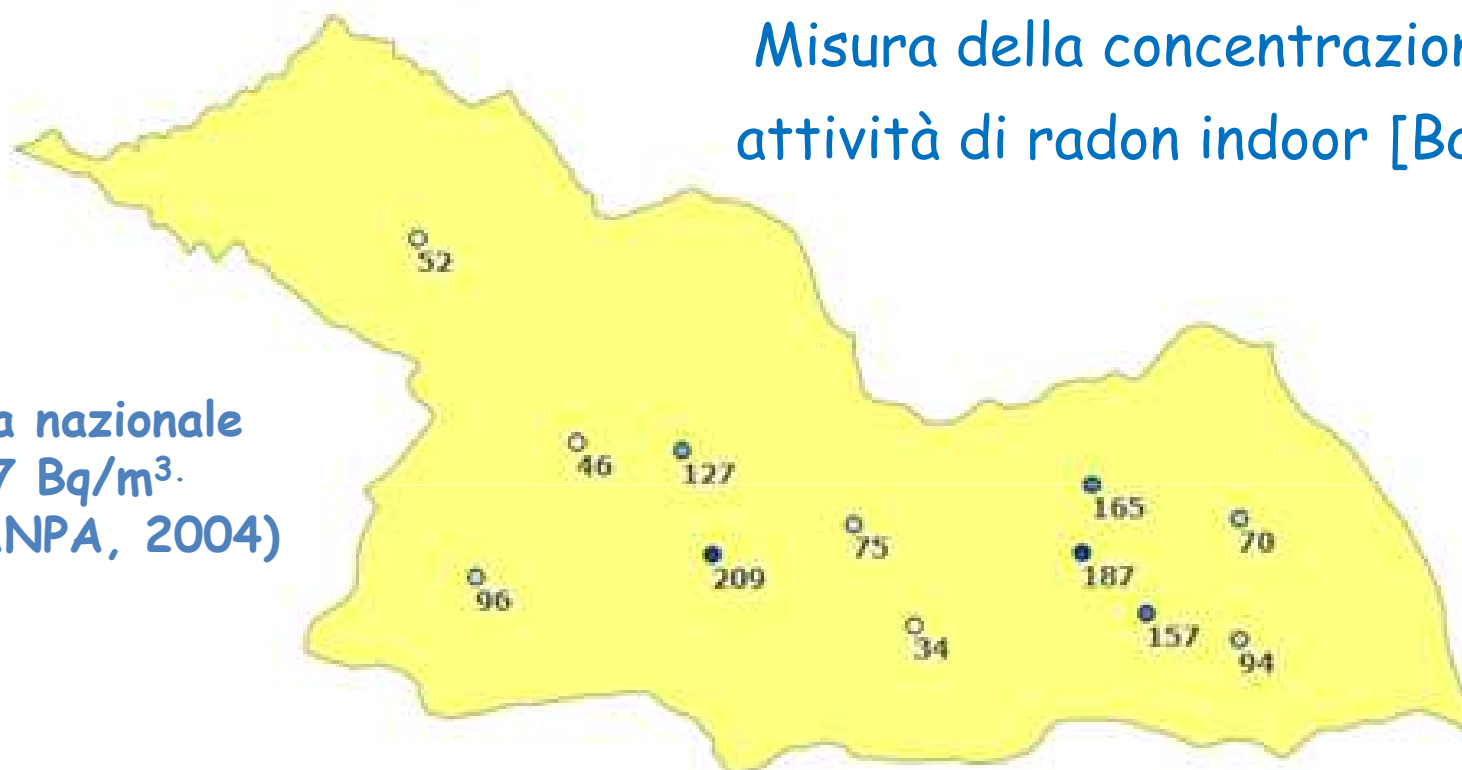 Misura della concentrazion
attività di radon indoor [Bq
52
a nazionale
7 Bq/m³.
NPA, 2004)
46
127
165
75
70
209
187
96
34
157
94